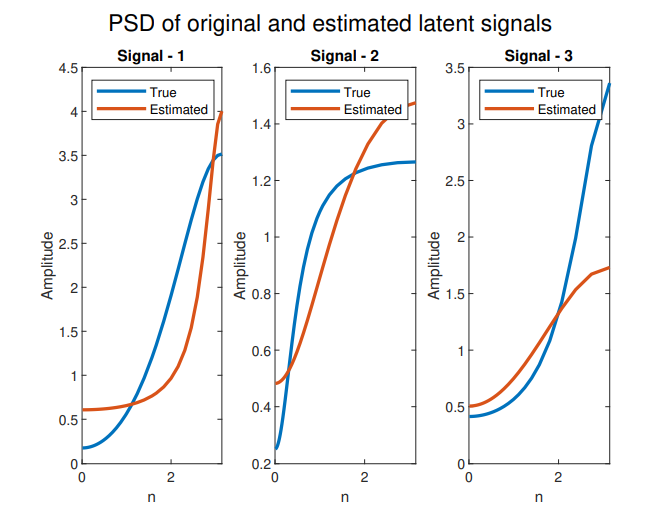 PSD of original and estimated latent signals
Signal - 1
4.5
4
3.5
3
2.5
2
1.5
1
0.5
0
Amplitude
True
Estimated
0
2
n
Signal - 2
1.6
1.4
1.2
1
0.8
0.6
0.4
0.2
Amplitude
True
Estimated
0
2
n
Signal - 3
3.5
3
2.5
2
1.5
1
0.5
0
Amplitude
True
Estimated
0
2
n